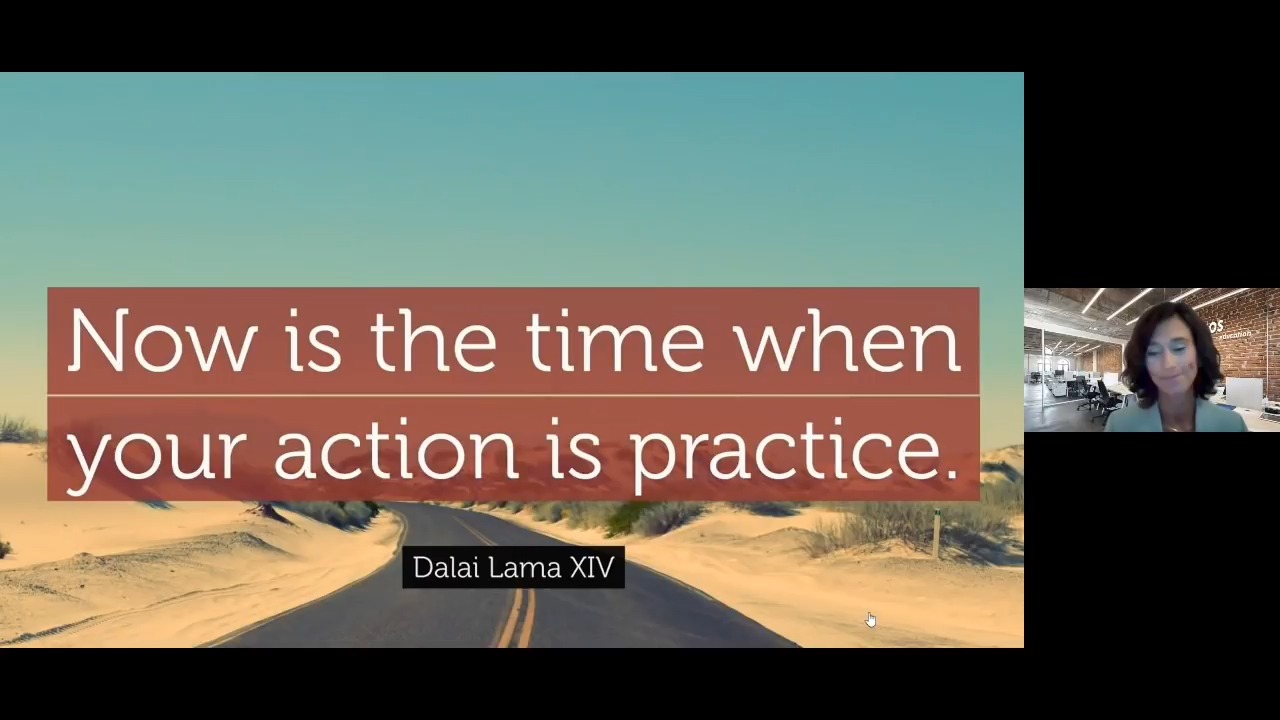 Now is the time when
your action is practice.
Dalai Lama XIV